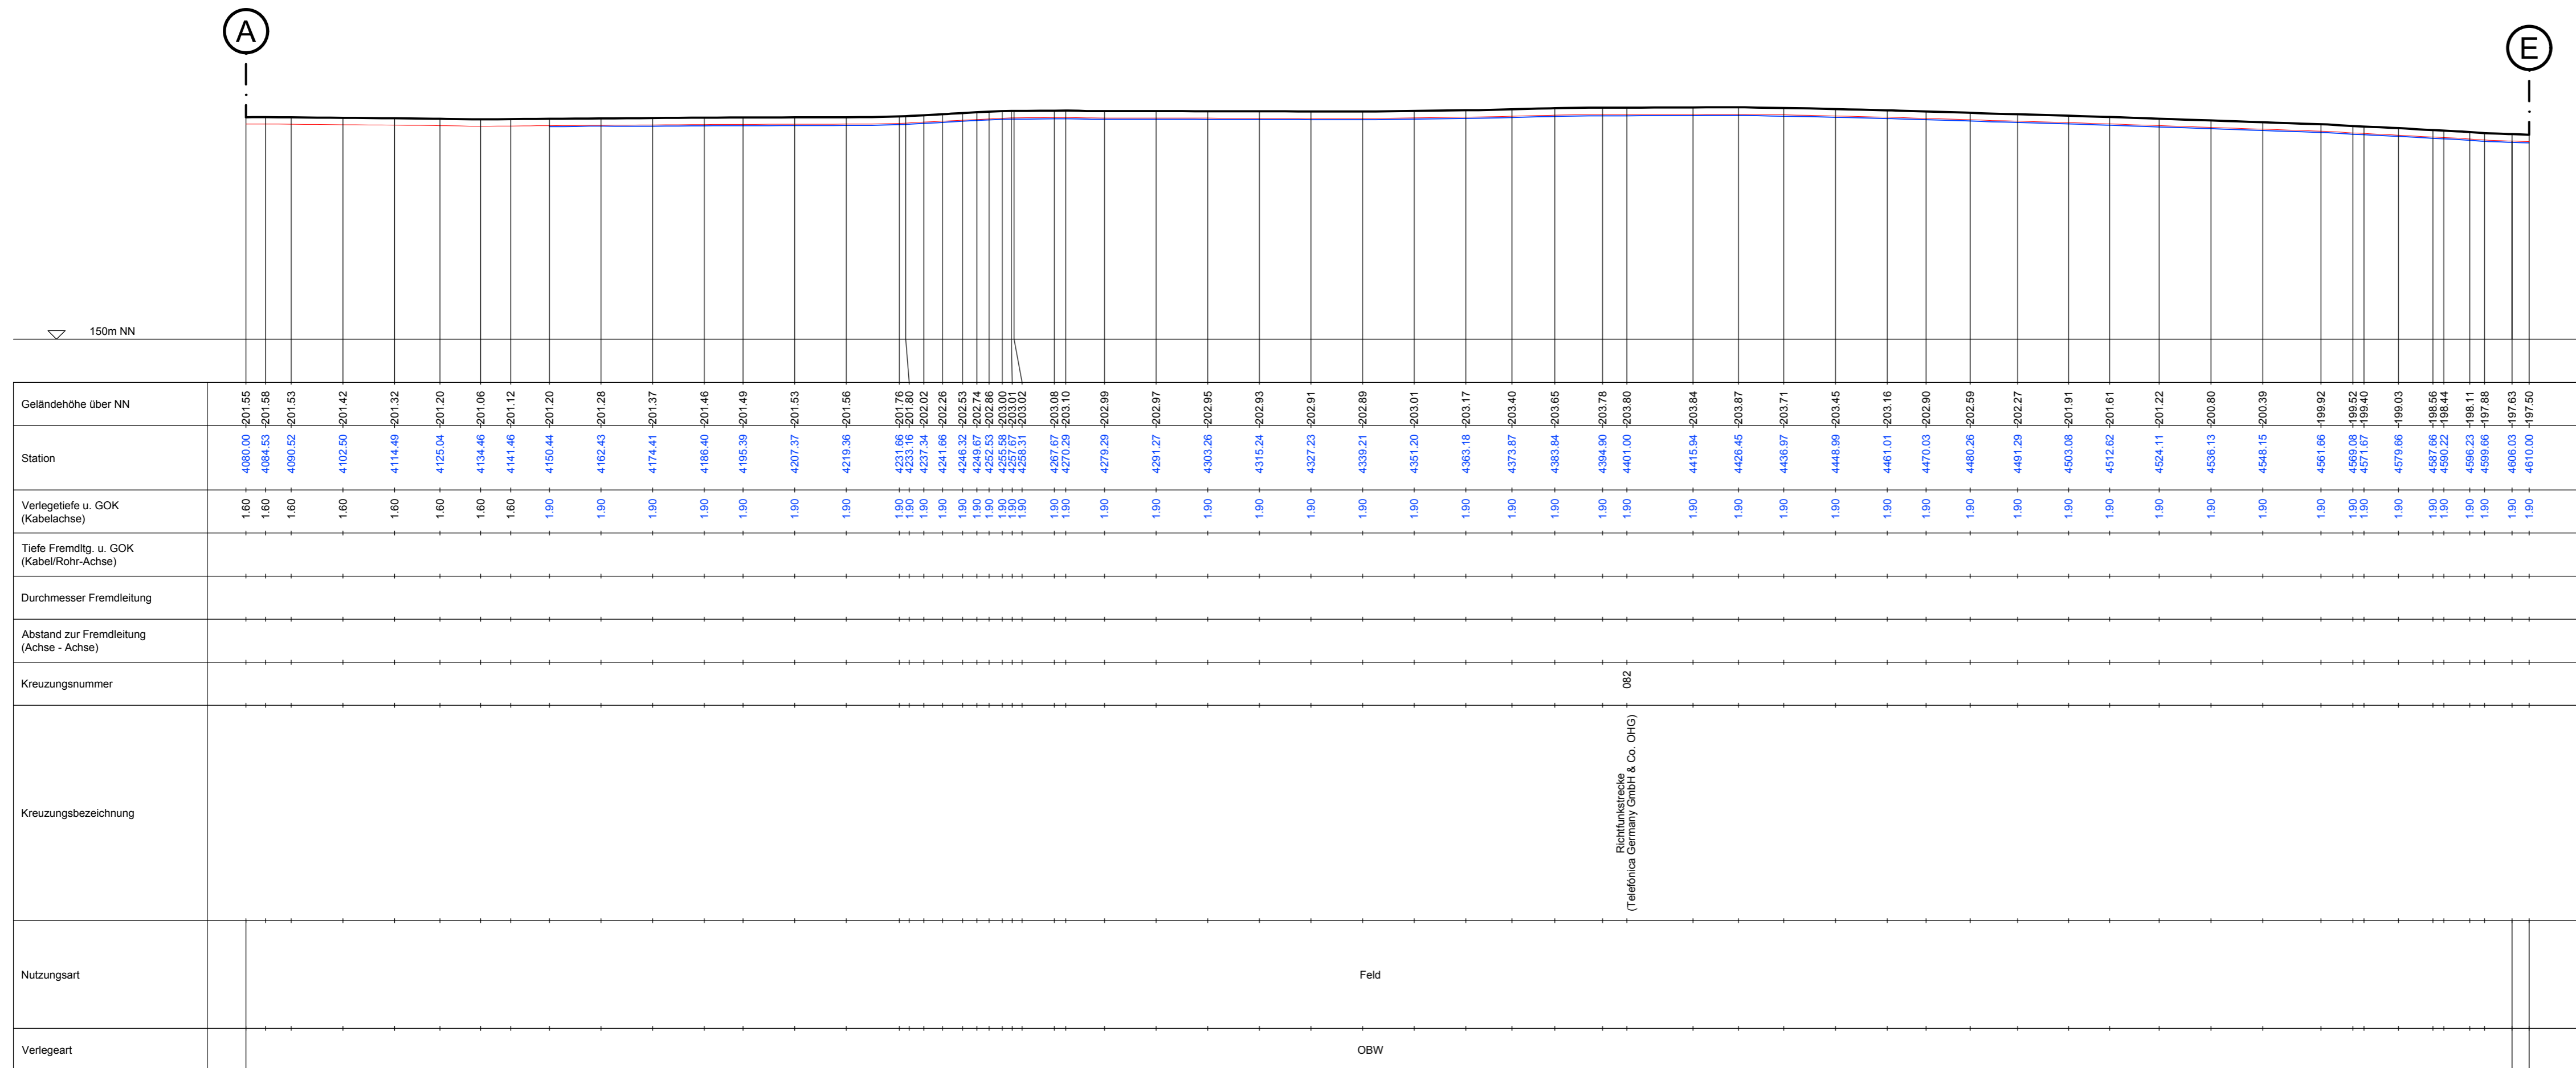 A
E
150m NN
Geländehöhe über NN
201.55 201.58 201.53 201.42 201.32 201.20 201.06 201.12 201.20 201.28 201.37 201.46 201.49 201.53 201.56 201.76 201.80 202.02 202.26 202.53 202.74 202.86 203.00 203.01 203.02 203.08 203.10 202.99 202.97 202.95 202.93 202.91 202.89 203.01 203.17 203.40 203.65 203.78 203.80 203.84 203.87 203.71 203.45 203.16 202.90 202.59 202.27 201.91 201.61 201.22 200.80 200.39 199.92 199.52 199.40 199.03 198.56 198.44 198.11 197.88 197.63 197.50
Station
4080.00 4084.53 4090.52 4102.50 4114.49 4125.04 4134.46 4141.46 4150.44 4162.43 4174.41 4186.40 4195.39 4207.37 4219.36 4231.66 4233.16 4237.34 4241.66 4246.32 4249.67 4252.53 4255.58 4257.67 4258.31 4267.67 4270.29 4279.29 4291.27 4303.26 4315.24 4327.23 4339.21 4351.20 4363.18 4373.87 4383.84 4394.90 4401.00 4415.94 4426.45 4436.97 4448.99 4461.01 4470.03 4480.26 4491.29 4503.08 4512.62 4524.11 4536.13 4548.15 4561.66 4569.08 4571.67 4579.66 4587.66 4590.22 4596.23 4599.66 4606.03 4610.00
Verlegetiefe u. GOK
(Kabelachse)
1.60 1.60 1.60 1.60 1.60 1.60 1.60 1.60 1.90 1.90 1.90 1.90 1.90 1.90 1.90 1.90 1.90 1.90 1.90 1.90 1.90 1.90 1.90 1.90 1.90 1.90 1.90 1.90 1.90 1.90 1.90 1.90 1.90 1.90 1.90 1.90 1.90 1.90 1.90 1.90 1.90 1.90 1.90 1.90 1.90 1.90 1.90 1.90 1.90 1.90 1.90 1.90 1.90 1.90 1.90 1.90 1.90 1.90 1.90 1.90 1.90 1.90
Tiefe Fremdltg. u. GOK
(Kabel/Rohr-Achse)
Durchmesser Fremdleitung
Abstand zur Fremdleitung
(Achse - Achse)
Kreuzungsnummer
082
Kreuzungsbezeichnung
Richtfunkstrecke
(Telefónica Germany GmbH & Co. OHG)
Nutzungsart
Feld
Verlegeart
OBW